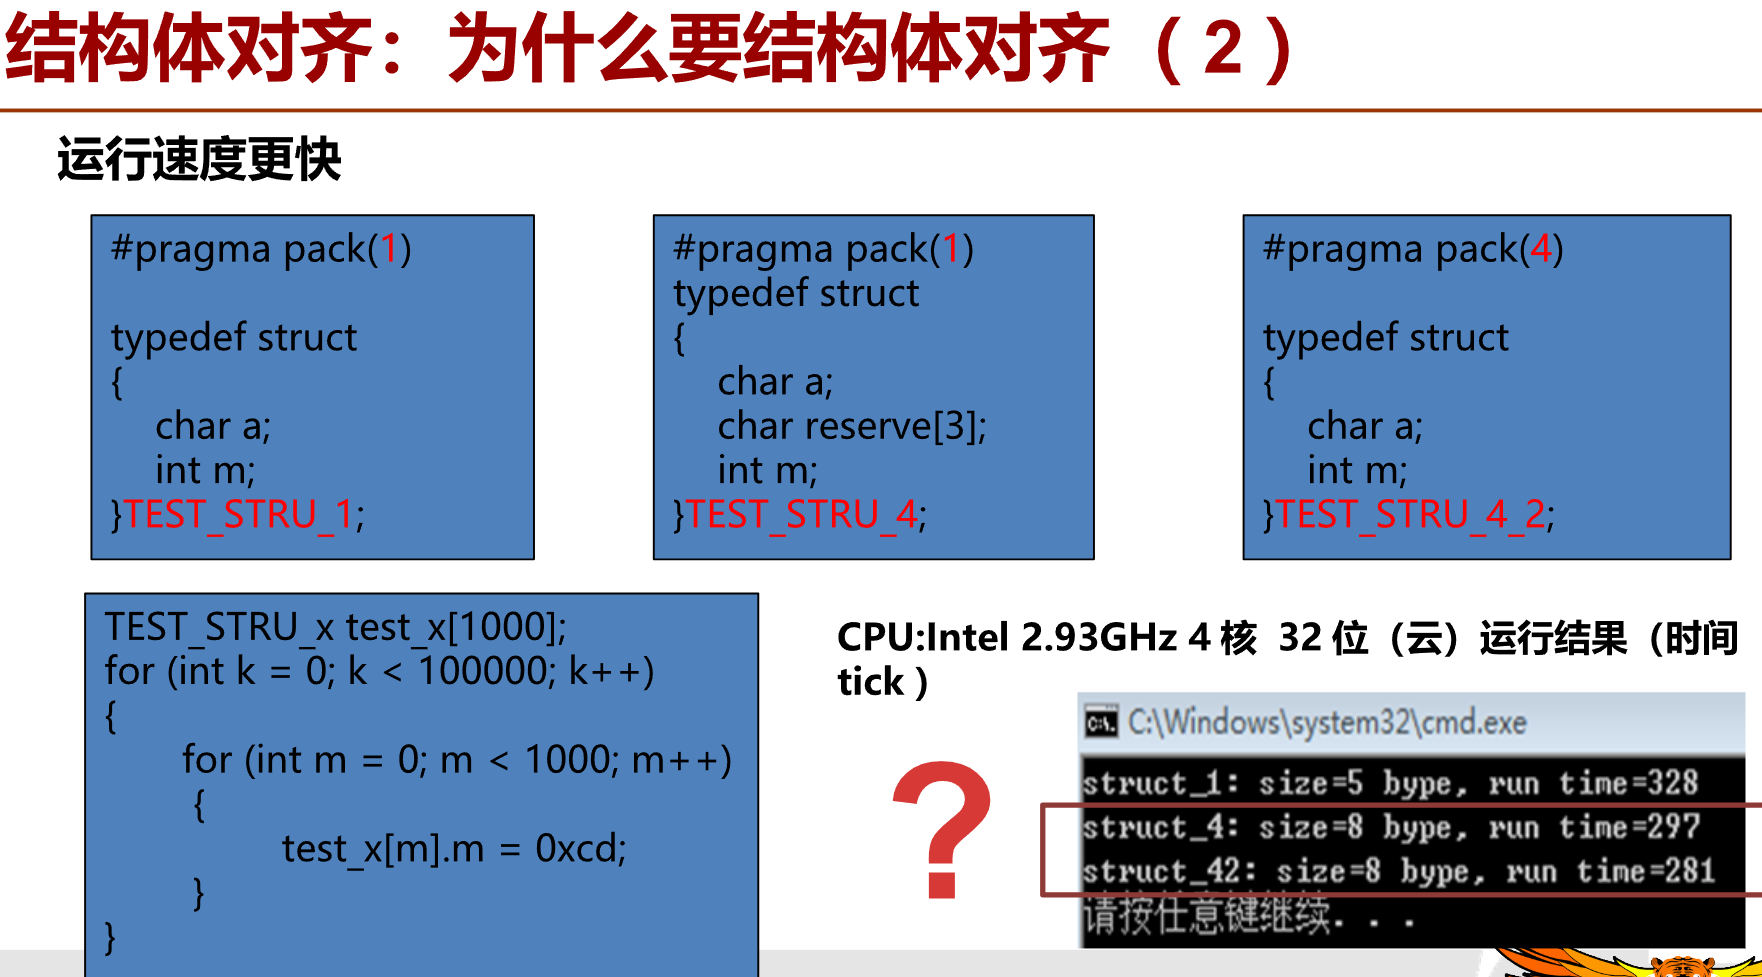 结构体对齐：为什么要结构体对齐（2）
运行速度更快
#pragma pack(1)
typedef struct
{
char a;
int m;
}TEST_STRU_1;
#pragma pack(1)
typedef struct
{
char a;
char reserve[3];
int m;
}TEST_STRU_4;
#pragma pack(4)
typedef struct
{
char a;
int m;
}TEST_STRU_4_2;
TEST_STRU_x test_x[1000];
for (int k = 0; k < 100000; k++)
{
for (int m = 0; m < 1000; m++)
{
test_x[m].m = 0xcd;
}
}
CPU:Intel 2.93GHz 4核 32位（云）运行结果（时间
tick）
?
C:\Windows\system32\cmd.exe
struct_1: size=5 bype, run time=328
struct_4: size=8 bype, run time=297
struct_42: size=8 bype, run time=281
请按任意键继续. . .